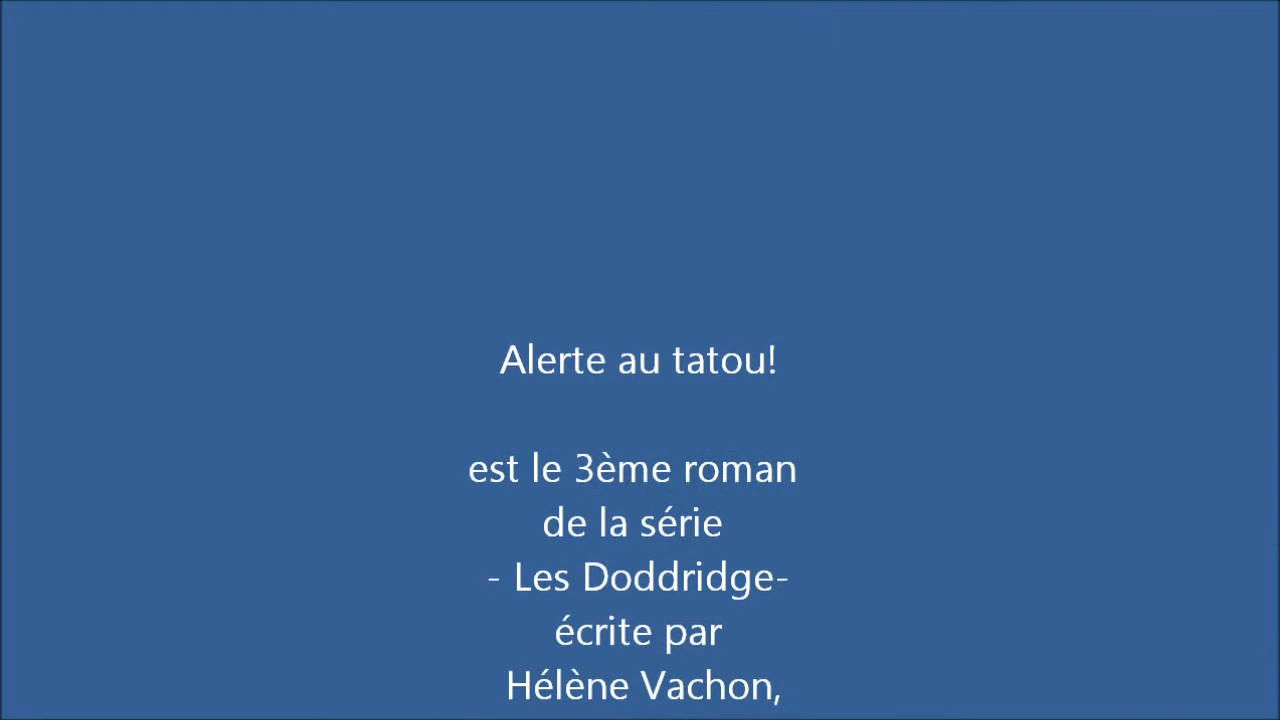 Alerte au tatou!
est le 3ème roman
de la série
- Les Doddridge-
écrite par
Hélène Vachon,